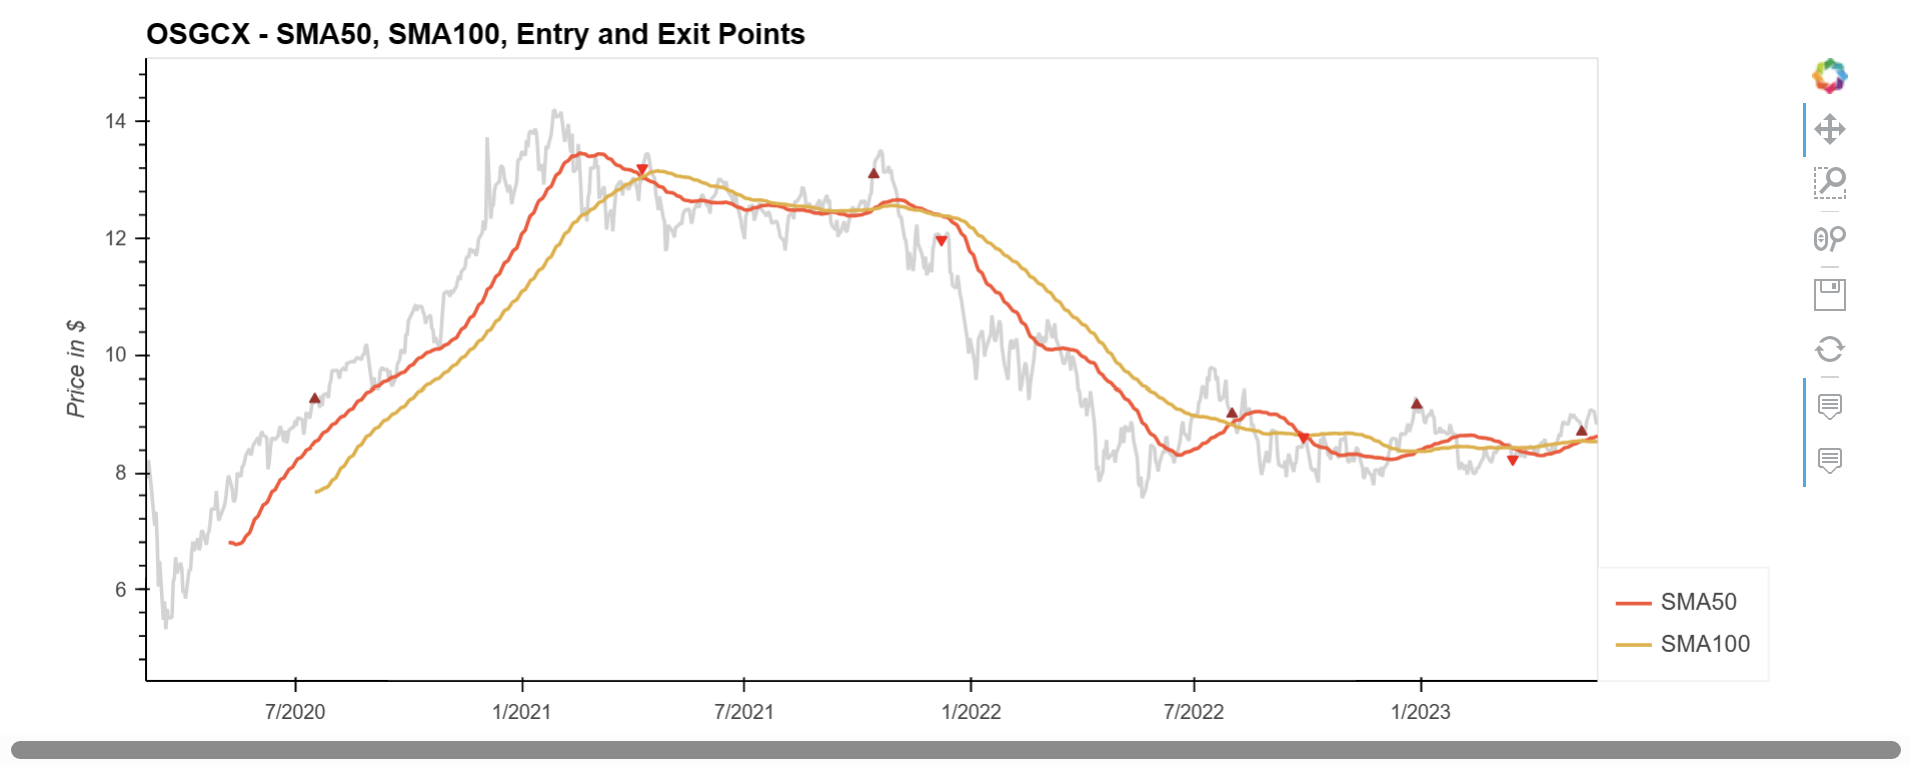 OSGCX - SMA50, SMA100, Entry and Exit Points
Price in $
14
12
10
8
6
7/2020
1/2021
7/2021
1/2022
7/2022
1/2023
SMA50
SMA100